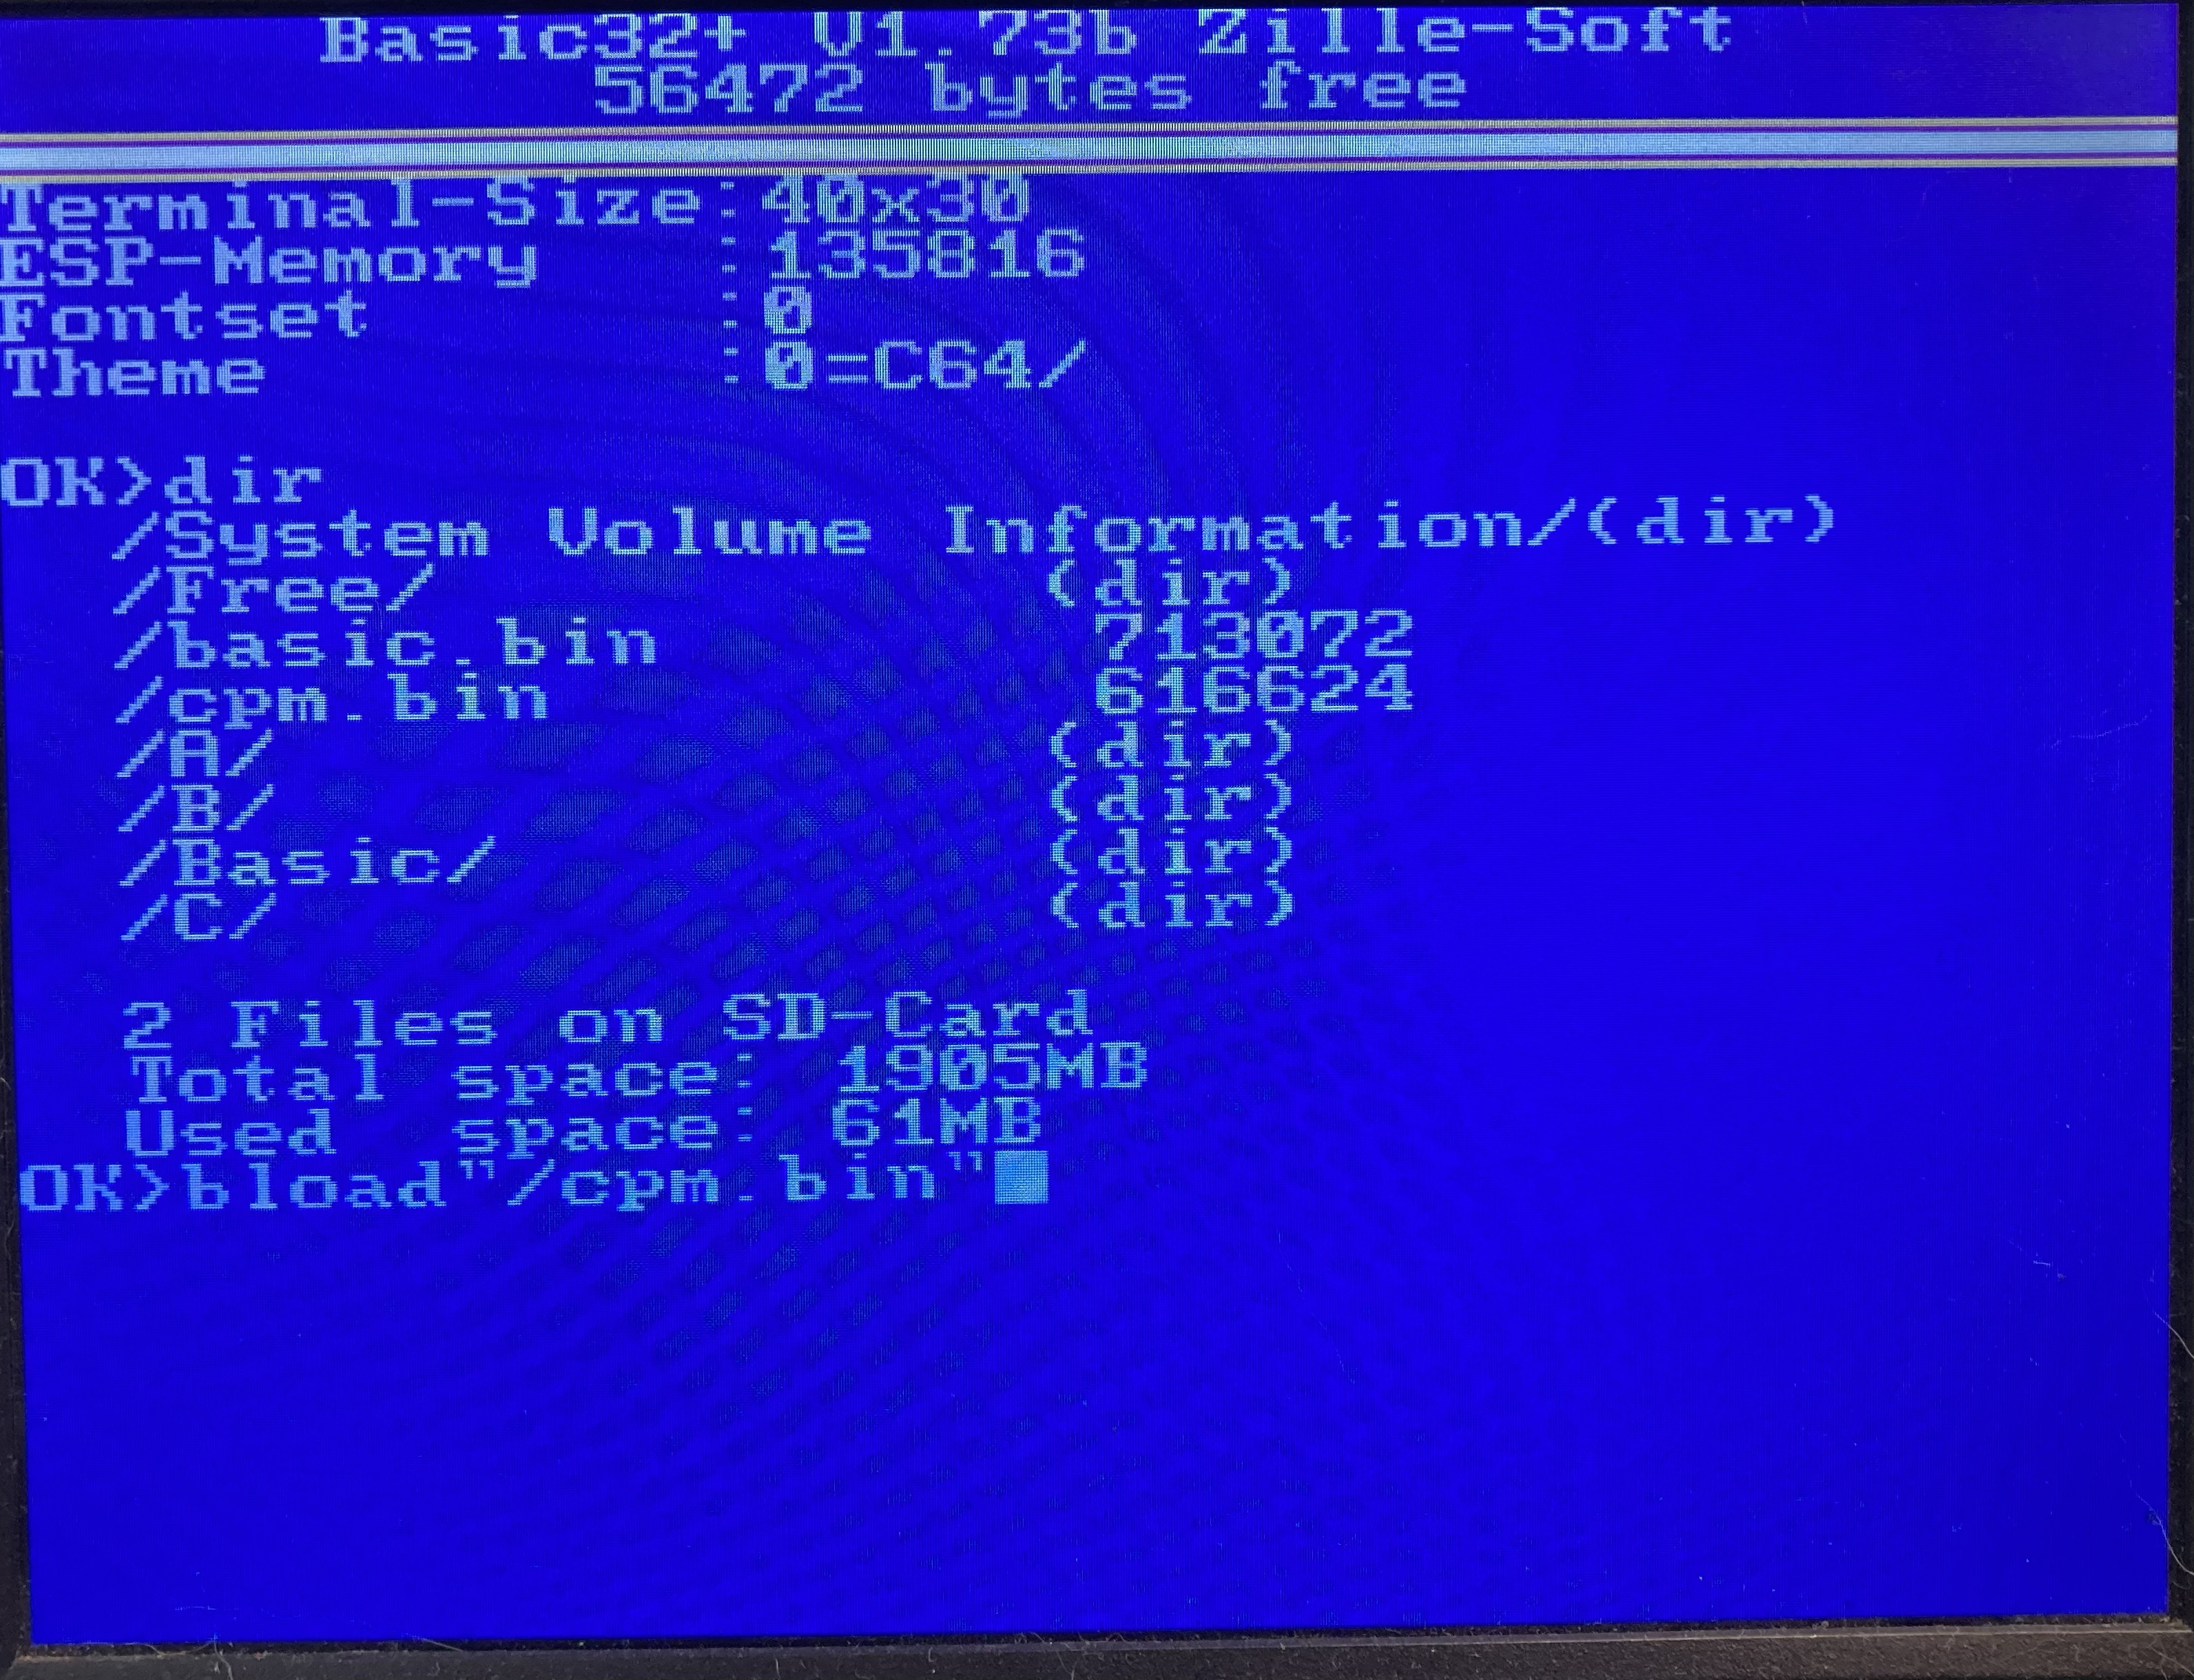 Basic32+ V1.73b Zille-Soft
56472 bytes free
Terminal-Size:40x30
ESP-Memory    :135816
Fontset       :0
Theme         :0=C64/
OK>dir
/System Volume Information/(dir)
/Free/ (dir)
/basic.bin 713072
/cpm.bin 616624
/A/ (dir)
/B/ (dir)
/Basic/ (dir)
/C/ (dir)
2 Files on SD-Card
Total space: 1905MB
Used  space: 61MB
OK>bload"/cpm.bin"